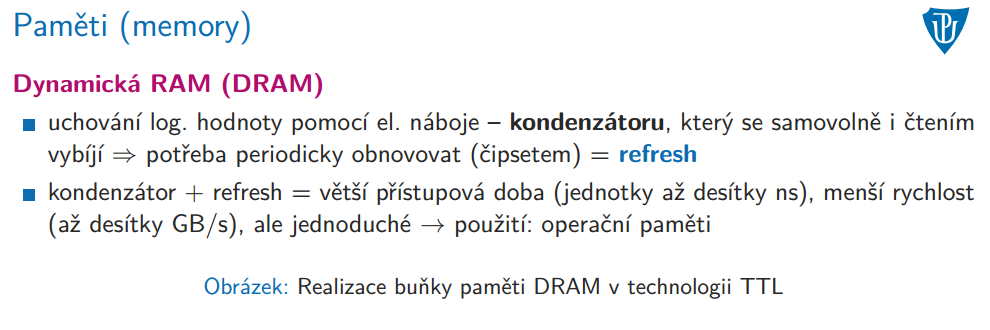 Paměti (memory)
Dynamická RAM (DRAM)
uchování log. hodnoty pomocí el. náboje – kondenzátoru, který se samovolně i čtením
vybíjí ⇒ potřeba periodicky obnovovat (čipsetem) = refresh
kondenzátor + refresh = větší přístupová doba (jednotky až desítky ns), menší rychlost
(až desítky GB/s), ale jednoduché → použití: operační paměti
Obrázek: Realizace buňky paměti DRAM v technologii TTL